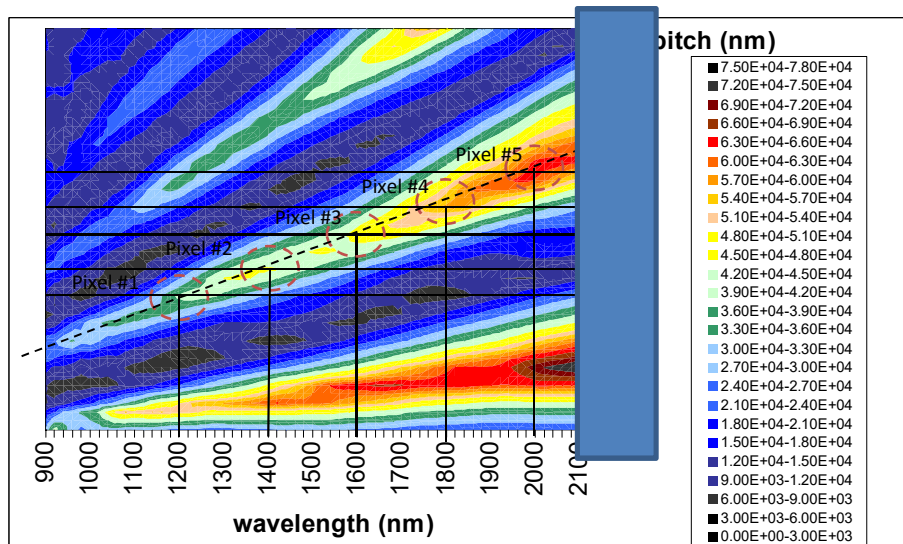 pitch (nm)
7.50E+04-7.80E+04
7.20E+04-7.50E+04
6.90E+04-7.20E+04
6.60E+04-6.90E+04
6.30E+04-6.60E+04
6.00E+04-6.30E+04
5.70E+04-6.00E+04
5.40E+04-5.70E+04
5.10E+04-5.40E+04
4.80E+04-5.10E+04
4.50E+04-4.80E+04
4.20E+04-4.50E+04
3.90E+04-4.20E+04
3.60E+04-3.90E+04
3.30E+04-3.60E+04
3.00E+04-3.30E+04
2.70E+04-3.00E+04
2.40E+04-2.70E+04
2.10E+04-2.40E+04
1.80E+04-2.10E+04
1.50E+04-1.80E+04
1.20E+04-1.50E+04
9.00E+03-1.20E+04
6.00E+03-9.00E+03
3.00E+03-6.00E+03
0.00E+00-3.00E+03
Pixel #5
Pixel #4
Pixel #3
Pixel #2
Pixel #1
900
1000
1100
1200
1300
1400
1500
1600
1700
1800
1900
2000
wavelength (nm)